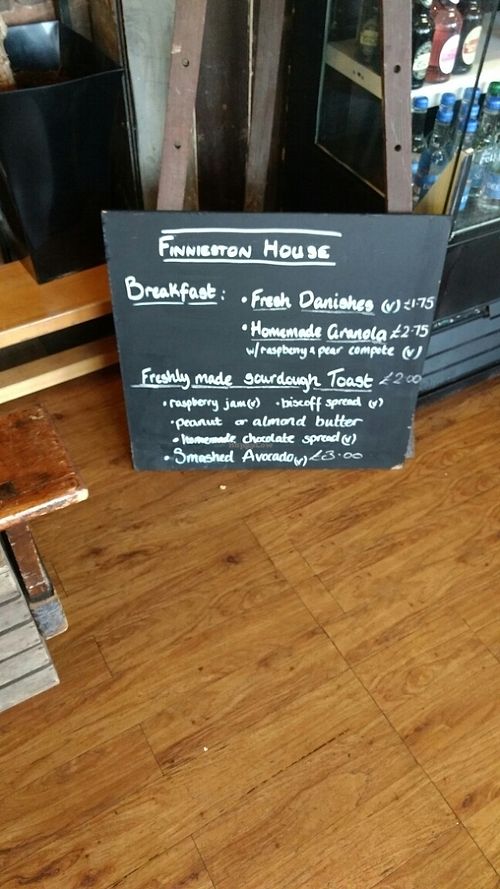 FINNIESTON HOUSE
Breakfast: • Fresh Danishes (v) £1.75
• Homemade Granola £2.75
w/raspberry & pear compote (v)
Freshly made sourdough Toast £2.00
• raspberry jam (v) • biscoff spread (v)
• peanut or almond butter
• Homemade chocolate spread (v)
• Smashed Avocado (v) £3.00